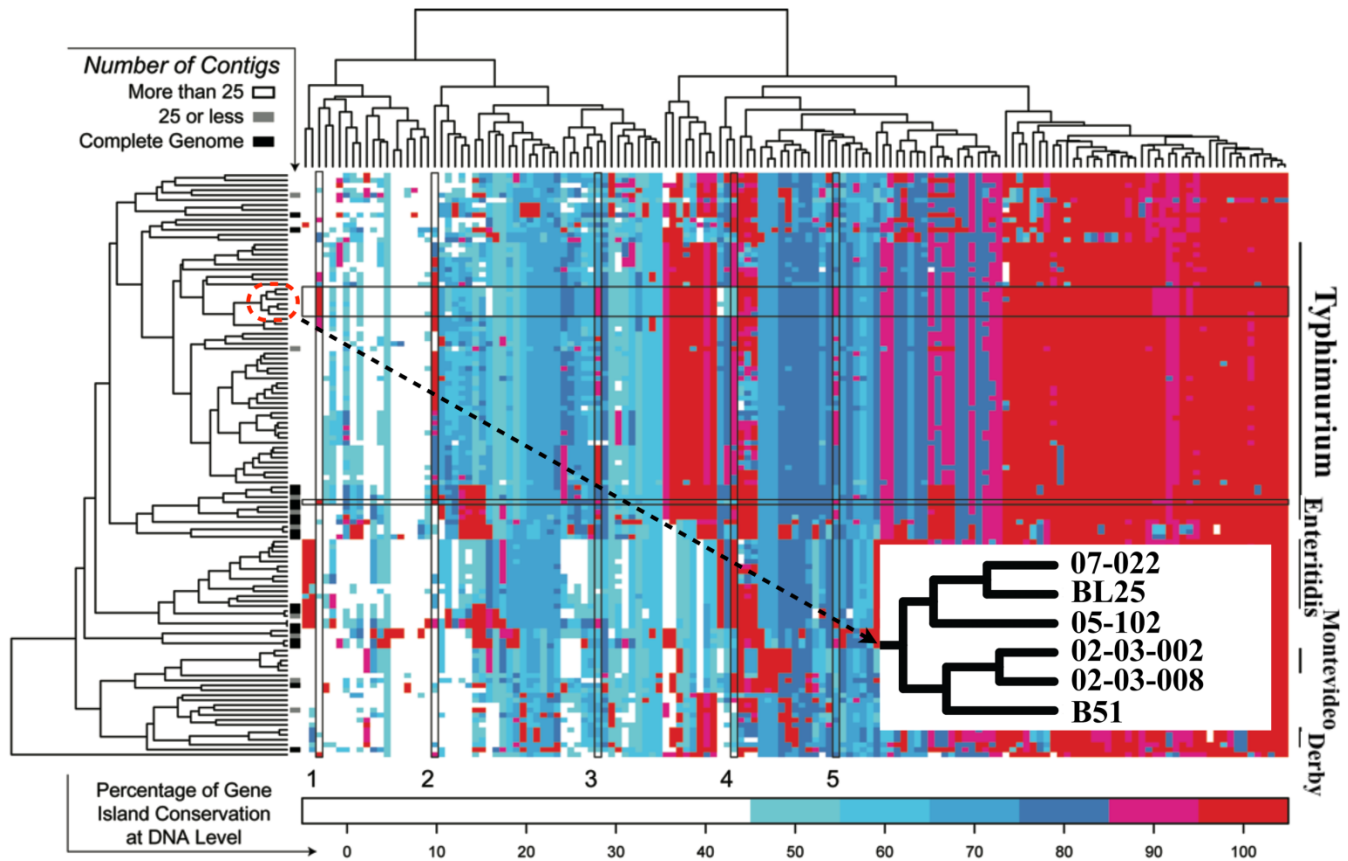 Number of Contigs
More than 25
25 or less
Complete Genome
Typhimurium
Enteritidis
Montevideo
Derby
07-022
BL25
05-102
02-03-002
02-03-008
B51
1 2 3 4 5
Percentage of Gene
Island Conservation
at DNA Level
0 10 20 30 40 50 60 70 80 90 100